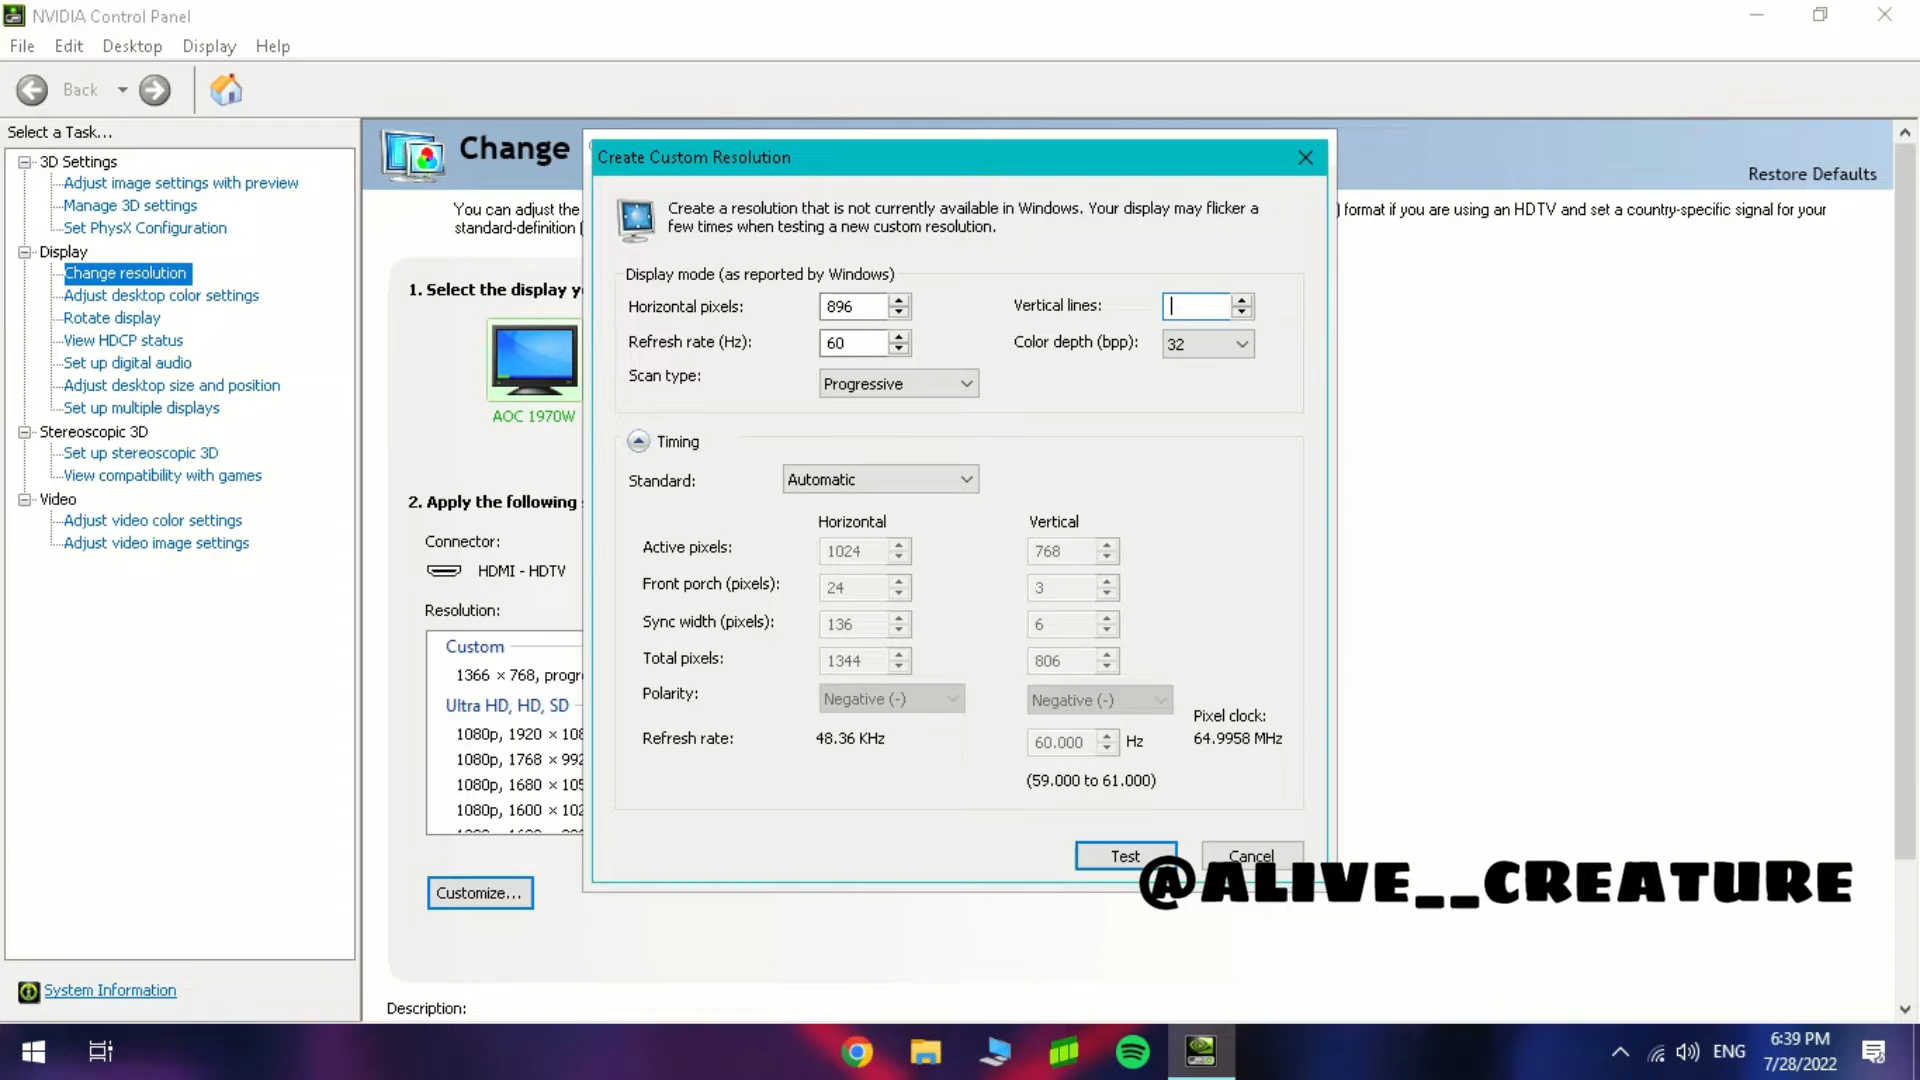 NVIDIA Control Panel
File Edit Desktop Display Help
Back
Select a Task...
3D Settings
Adjust image settings with preview
Manage 3D settings
Set PhysX Configuration
Display
Change resolution
Adjust desktop color settings
Rotate display
View HDCP status
Set up digital audio
Adjust desktop size and position
Set up multiple displays
Stereoscopic 3D
Set up stereoscopic 3D
View compatibility with games
Video
Adjust video color settings
Adjust video image settings
System Information
Change
Restore Defaults
You can adjust the
) format if you are using an HDTV and set a country-specific signal for your
standard-definition
1. Select the display
AOC 1970W
2. Apply the following
Connector:
HDMI - HDTV
Resolution:
Custom
1366 × 768,
Ultra HD, HD, SD
1080p, 1920 ×
1080p, 1768 × 992
1080p, 1680 ×
1080p, 1600 ×
Customize...
Description:
Create Custom Resolution
Create a resolution that is not currently available in Windows. Your display may flicker a
few times when testing a new custom resolution.
Display mode (as reported by Windows)
Horizontal pixels: 896 Vertical lines:
Refresh rate (Hz): 60 Color depth (bpp): 32
Scan type: Progressive
Timing
Standard: Automatic
Horizontal Vertical
Active pixels: 1024 768
Front porch (pixels): 24 3
Sync width (pixels): 136 6
Total pixels: 1344 806
Polarity: Negative (-) Negative (-)
Pixel clock:
Refresh rate: 48.36 KHz 60.000 Hz 64.9958 MHz
(59.000 to 61.000)
Test Cancel
@ALIVE__CREATURE
ENG
6:39 PM
7/28/2022